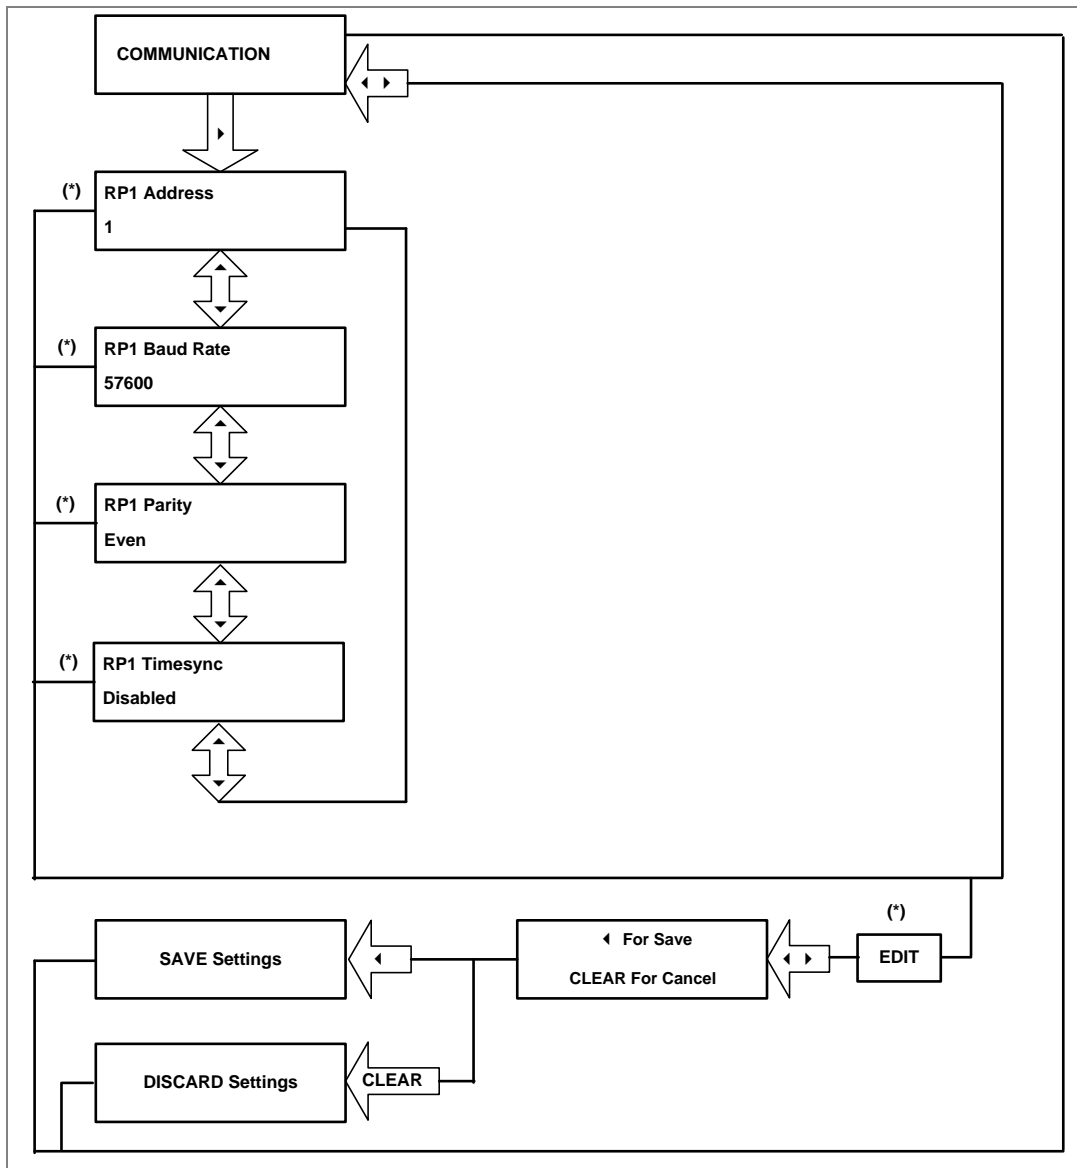 COMMUNICATION
(*)
RP1 Address
1
(*)
RP1 Baud Rate
57600
(*)
RP1 Parity
Even
(*)
RP1 Timesync
Disabled
(*)
For Save
CLEAR For Cancel
EDIT
SAVE Settings
DISCARD Settings
CLEAR